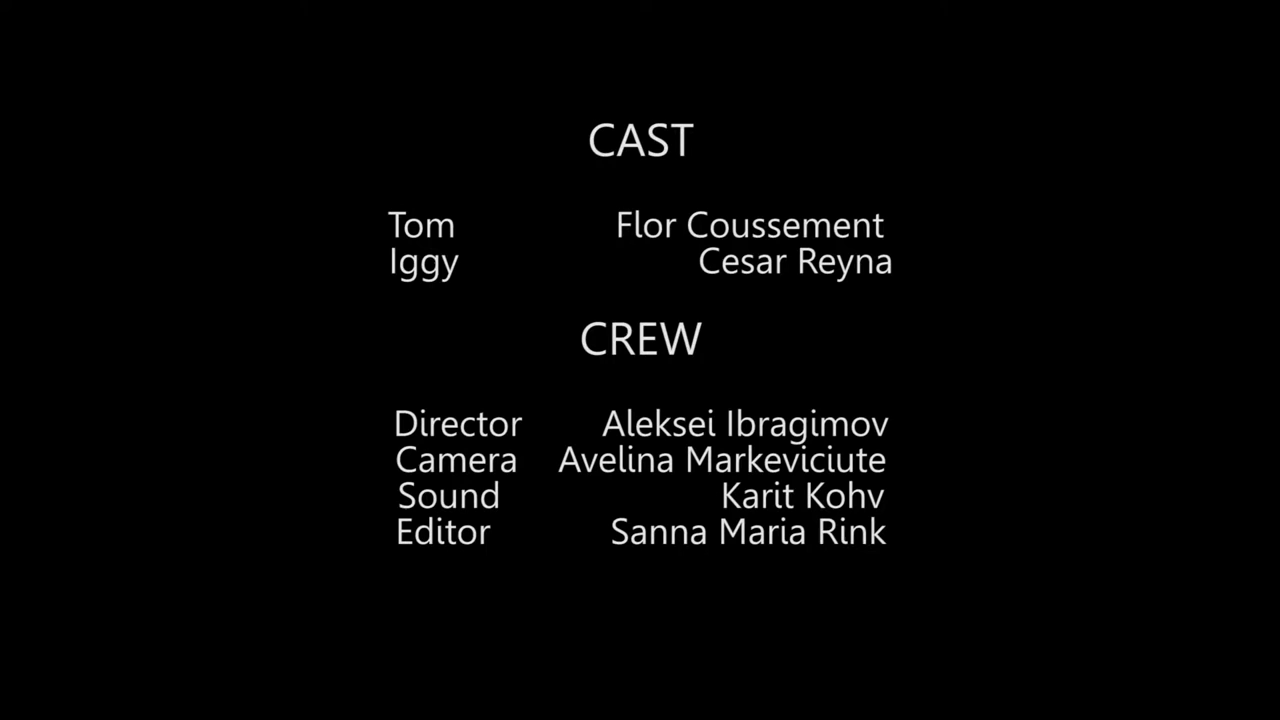 CAST
Tom Flor Coussement
Iggy Cesar Reyna
CREW
Director Aleksei Ibragimov
Camera Avelina Markeviciute
Sound Karit Kohv
Editor Sanna Maria Rink